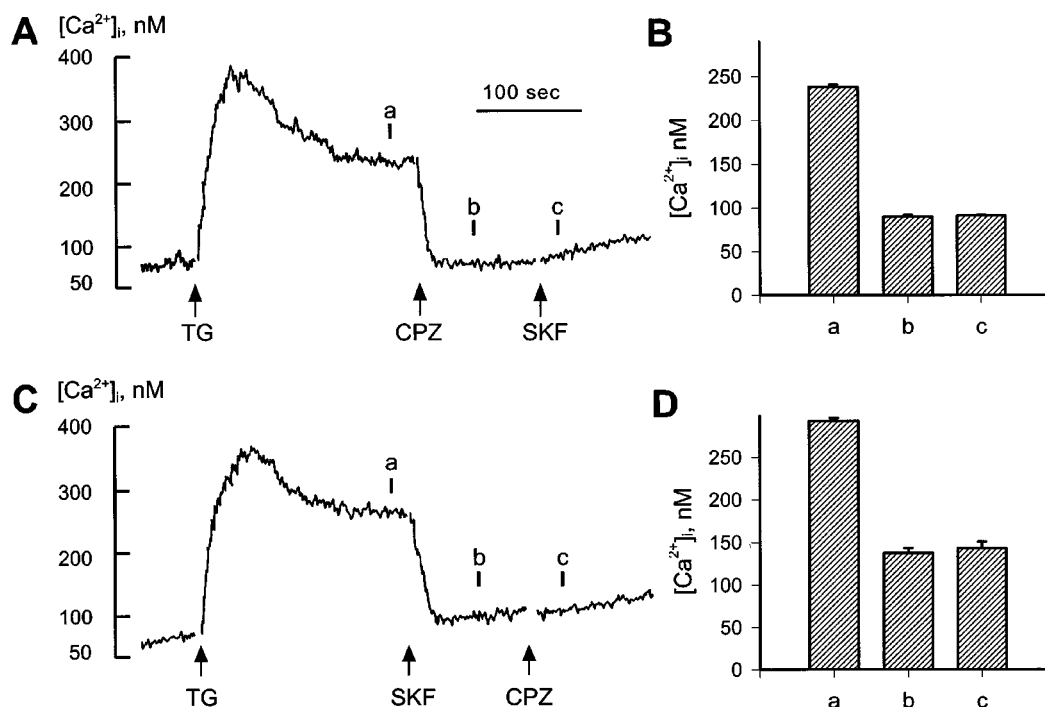 A
[Ca²⁺]ᵢ, nM
400
300
200
100
50
a
100 sec
b
c
TG
CPZ
SKF
B
[Ca²⁺]ᵢ nM
250
200
150
100
50
0
a
b
c
C
[Ca²⁺]ᵢ, nM
400
300
200
100
50
a
b
c
TG
SKF
CPZ
D
[Ca²⁺]ᵢ, nM
250
200
150
100
50
0
a
b
c